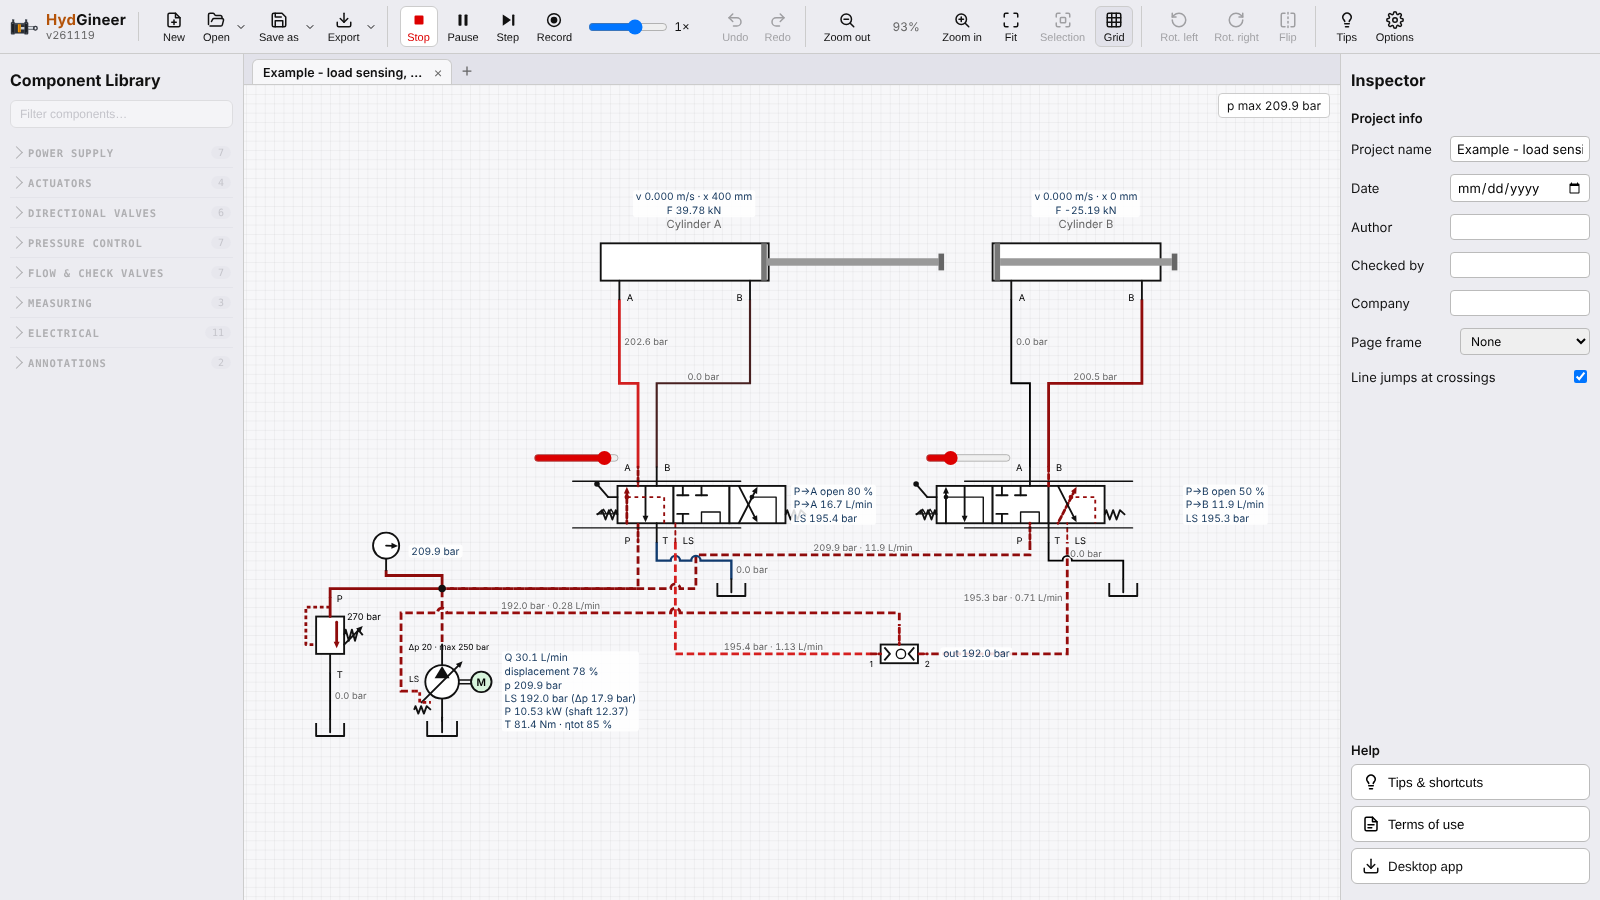 HydGineer
v261119
New
Open
Save as
Export
Stop
Pause
Step
Record
1×
Undo
Redo
Zoom out
93%
Zoom in
Fit
Selection
Grid
Rot. left
Rot. right
Flip
Tips
Options
Component Library
Filter components...
POWER SUPPLY 7
ACTUATORS 4
DIRECTIONAL VALVES 6
PRESSURE CONTROL 7
FLOW & CHECK VALVES 7
MEASURING 3
ELECTRICAL 11
ANNOTATIONS 2
Example - load sensing, ...
p max 209.9 bar
v 0.000 m/s · x 400 mm
F 39.78 kN
Cylinder A
v 0.000 m/s · x 0 mm
F -25.19 kN
Cylinder B
A
B
A
B
202.6 bar
0.0 bar
0.0 bar
200.5 bar
A
B
A
B
P→A open 80 %
P→A 16.7 L/min
LS 195.4 bar
P→B open 50 %
P→B 11.9 L/min
LS 195.3 bar
P
T
LS
P
T
LS
209.9 bar
209.9 bar · 11.9 L/min
0.0 bar
0.0 bar
P
270 bar
192.0 bar · 0.28 L/min
195.3 bar · 0.71 L/min
Δp 20 · max 250 bar
195.4 bar · 1.13 L/min
1
2
out 192.0 bar
T
0.0 bar
LS
M
Q 30.1 L/min
displacement 78 %
p 209.9 bar
LS 192.0 bar (Δp 17.9 bar)
P 10.53 kW (shaft 12.37)
T 81.4 Nm · ηtot 85 %
Inspector
Project info
Project name
Example - load sensi
Date
mm/dd/yyyy
Author
Checked by
Company
Page frame
None
Line jumps at crossings
Help
Tips & shortcuts
Terms of use
Desktop app